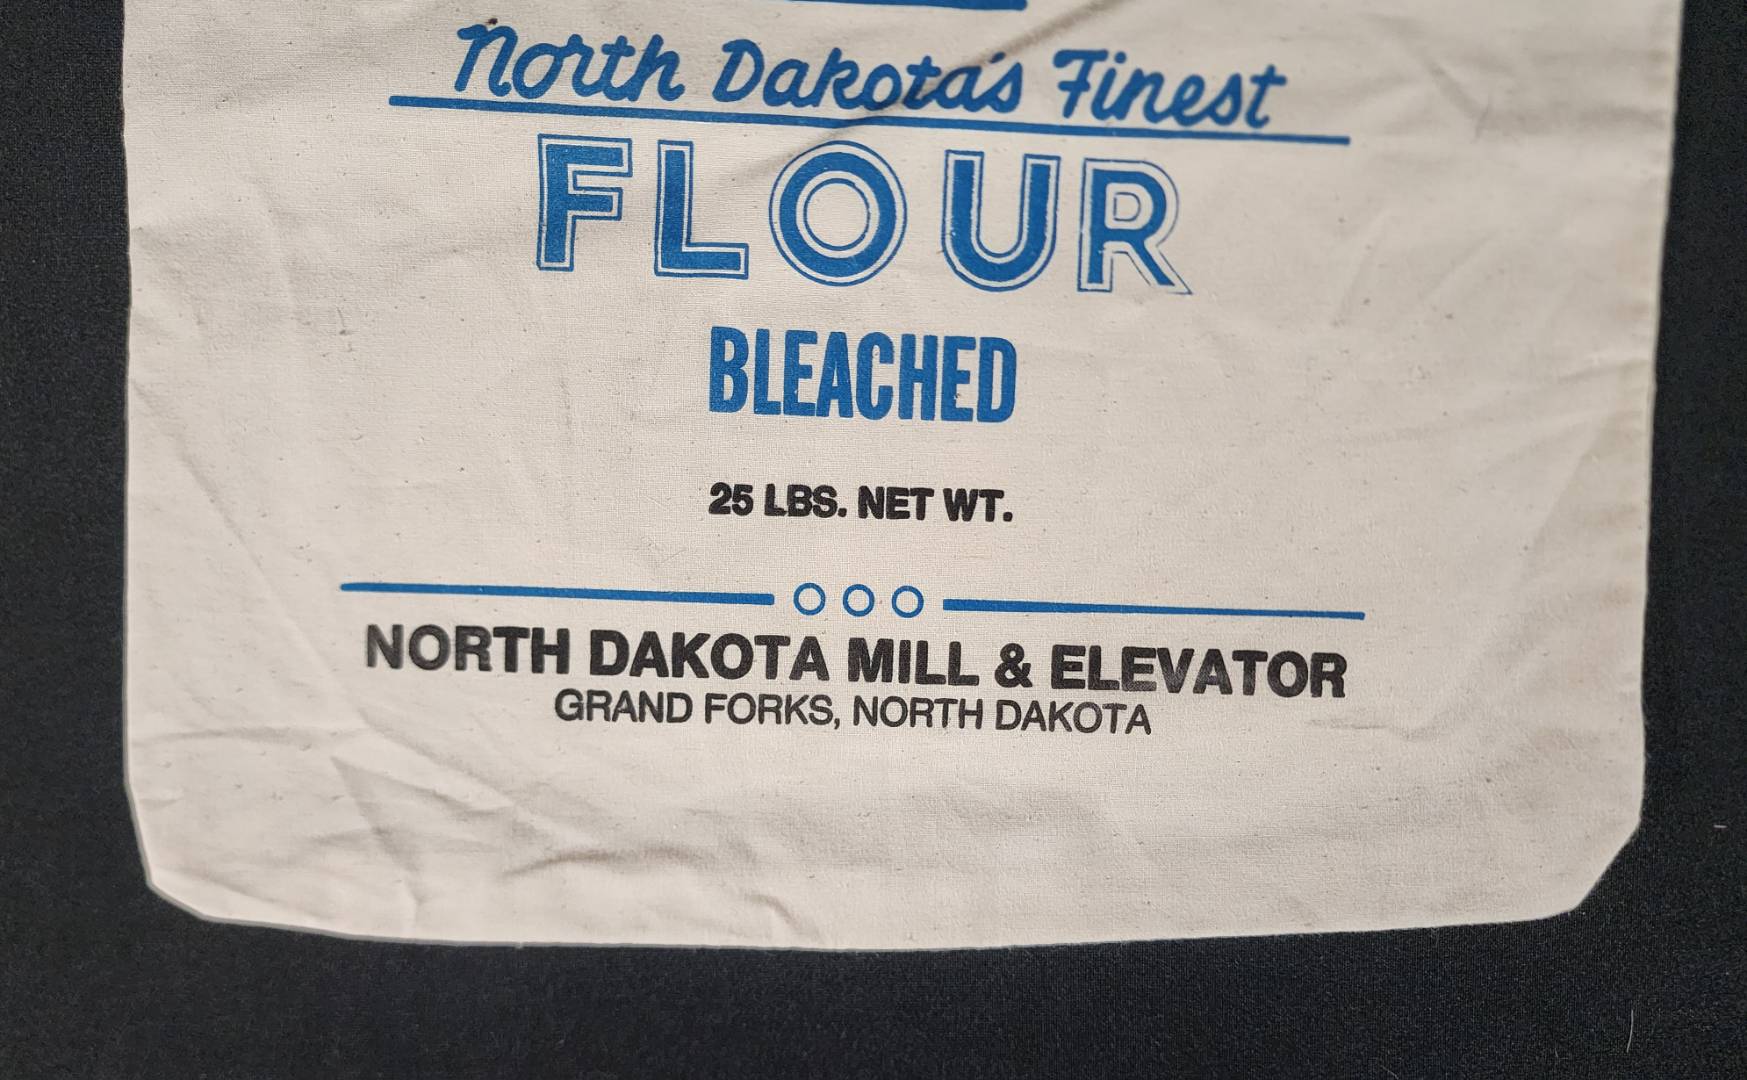 North Dakota's Finest
FLOUR
BLEACHED
25 LBS. NET WT.
NORTH DAKOTA MILL & ELEVATOR
GRAND FORKS, NORTH DAKOTA